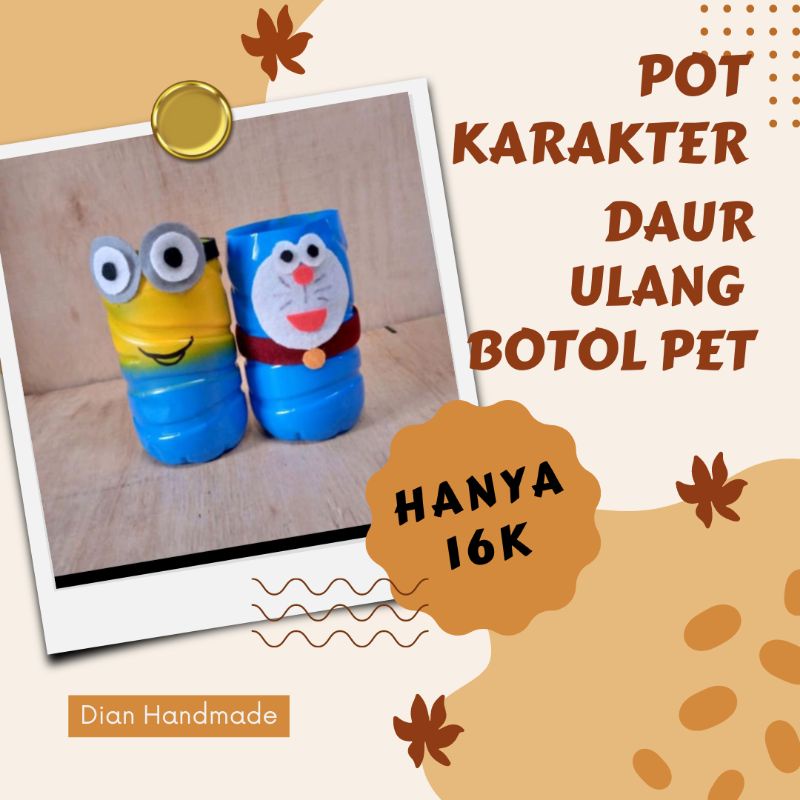 POT
KARAKTER
DAUR
ULANG
BOTOL PET
HANYA
16K
Dian Handmade